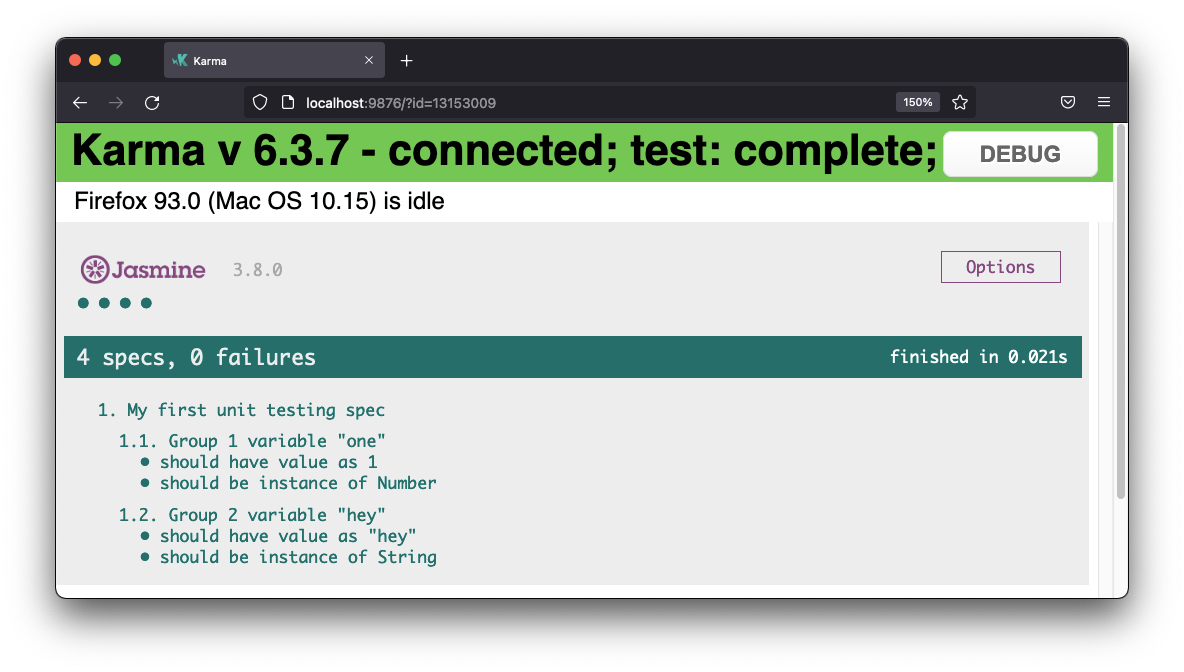 Karma
localhost:9876/?id=13153009
150%
Karma v 6.3.7 - connected; test: complete;
DEBUG
Firefox 93.0 (Mac OS 10.15) is idle
Jasmine 3.8.0
Options
4 specs, 0 failures
finished in 0.021s
1. My first unit testing spec
1.1. Group 1 variable "one"
• should have value as 1
• should be instance of Number
1.2. Group 2 variable "hey"
• should have value as "hey"
• should be instance of String